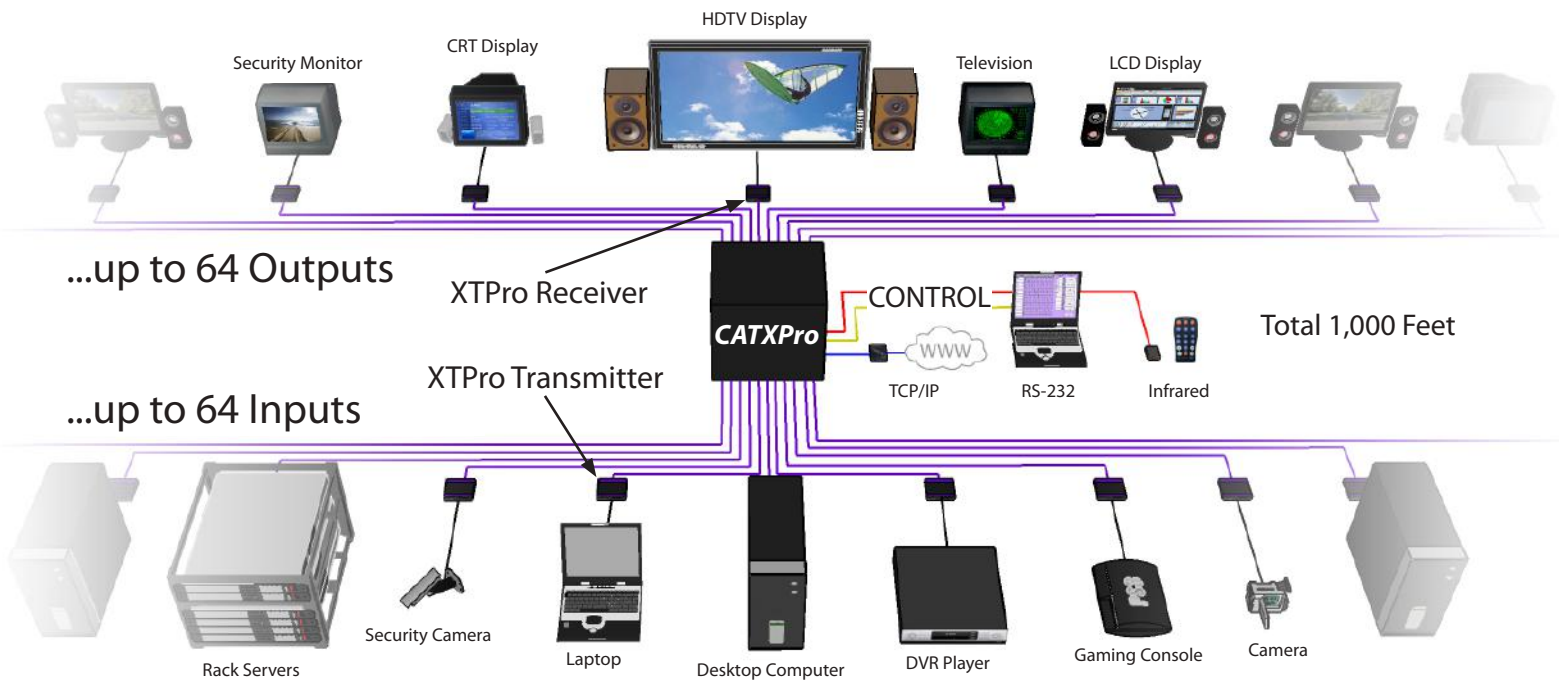 HDTV Display
CRT Display
Security Monitor
Television
LCD Display
...up to 64 Outputs
XTPro Receiver
CONTROL
CATXPro
WWW
Total 1,000 Feet
TCP/IP
RS-232
Infrared
XTPro Transmitter
...up to 64 Inputs
Rack Servers
Security Camera
Laptop
Desktop Computer
DVR Player
Gaming Console
Camera